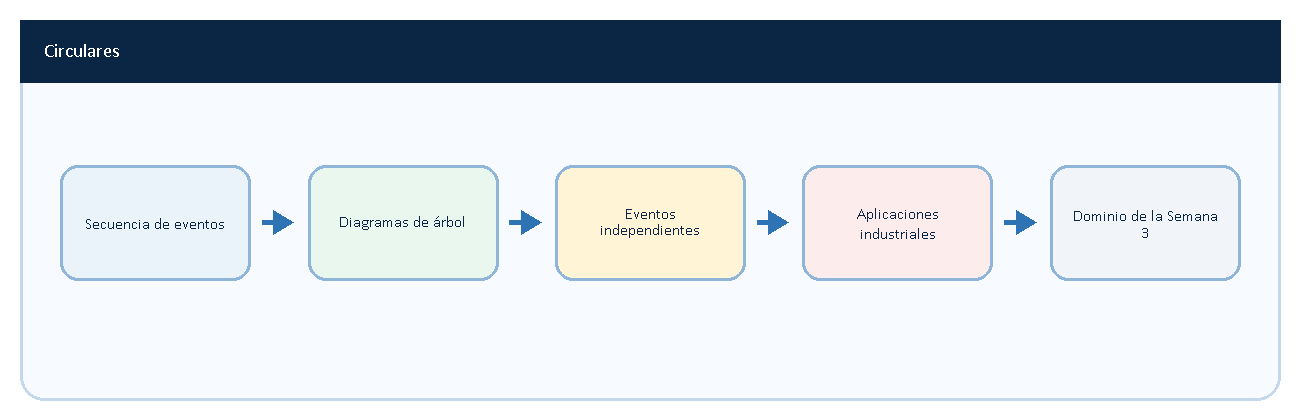 Circulares
Secuencia de eventos
Diagramas de árbol
Eventos
independientes
Aplicaciones
industriales
Dominio de la Semana
3